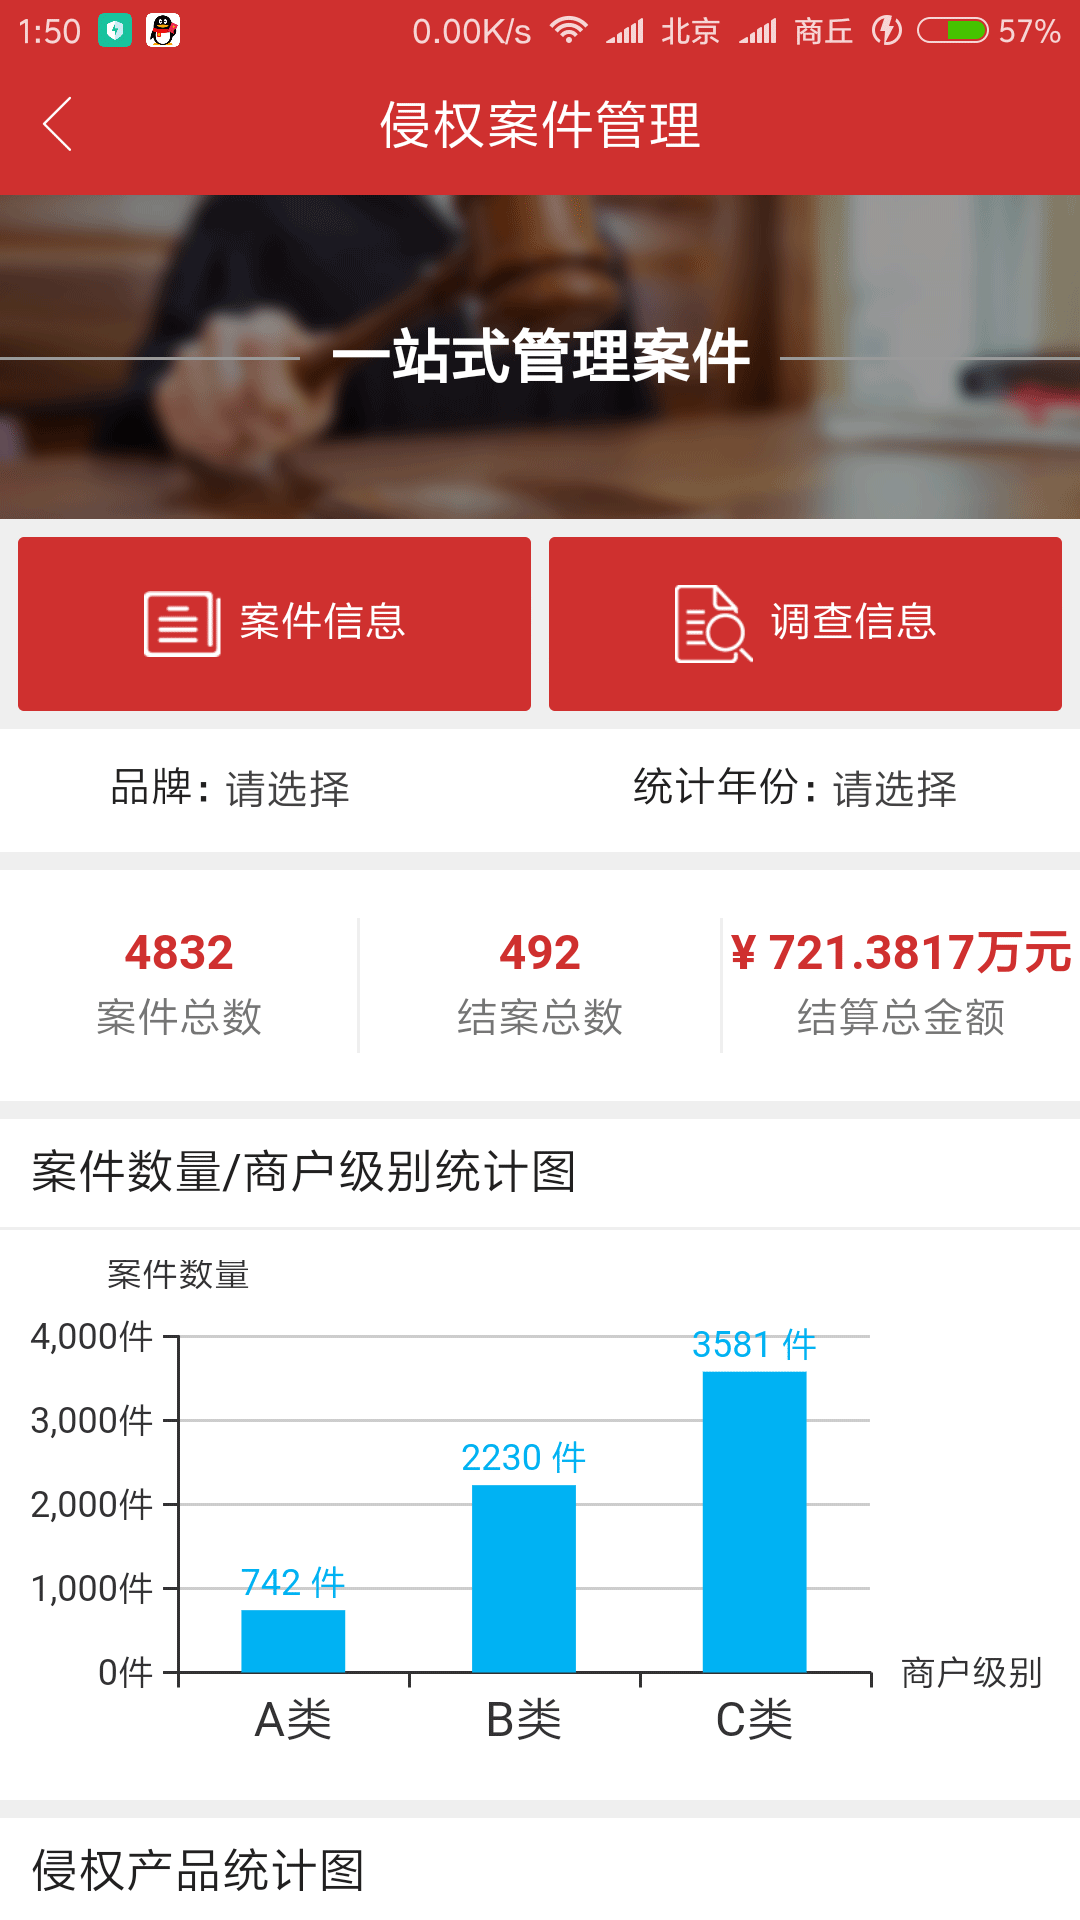 1:50 0.00K/s 北京 商丘 57%
侵权案件管理
一站式管理案件
案件信息 调查信息
品牌: 请选择 统计年份: 请选择
4832 492 ¥ 721.3817万元
案件总数 结案总数 结算总金额
案件数量/商户级别统计图
案件数量
4,000件
3581 件
3,000件
2230 件
2,000件
742 件
1,000件
0件 商户级别
A类 B类 C类
侵权产品统计图